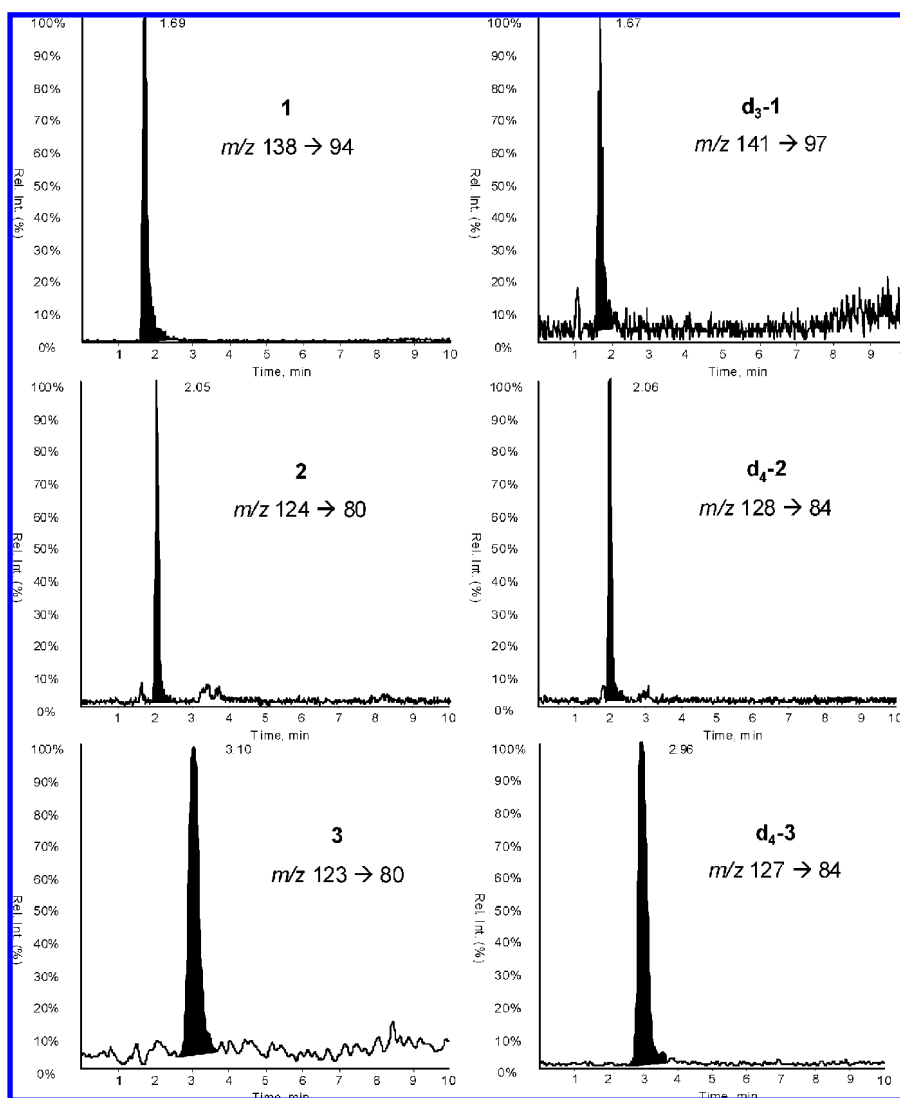 100%
90%
80%
70%
60%
50%
40%
30%
20%
10%
0%
Rel. Int. (%)
1.69
1
m/z 138 → 94
1 2 3 4 5 6 7 8 9 10
Time, min
100%
90%
80%
70%
60%
50%
40%
30%
20%
10%
0%
Rel. Int. (%)
1.67
d3-1
m/z 141 → 97
1 2 3 4 5 6 7 8 9
Time, min
100%
90%
80%
70%
60%
50%
40%
30%
20%
10%
0%
Rel. Int. (%)
2.05
2
m/z 124 → 80
1 2 3 4 5 6 7 8 9 10
Time, min
100%
90%
80%
70%
60%
50%
40%
30%
20%
10%
0%
Rel. Int. (%)
2.06
d4-2
m/z 128 → 84
1 2 3 4 5 6 7 8 9 10
Time, min
100%
90%
80%
70%
60%
50%
40%
30%
20%
10%
0%
Rel. Int. (%)
3.10
3
m/z 123 → 80
1 2 3 4 5 6 7 8 9 10
Time, min
100%
90%
80%
70%
60%
50%
40%
30%
20%
10%
0%
Rel. Int. (%)
2.96
d4-3
m/z 127 → 84
1 2 3 4 5 6 7 8 9 10
Time, min